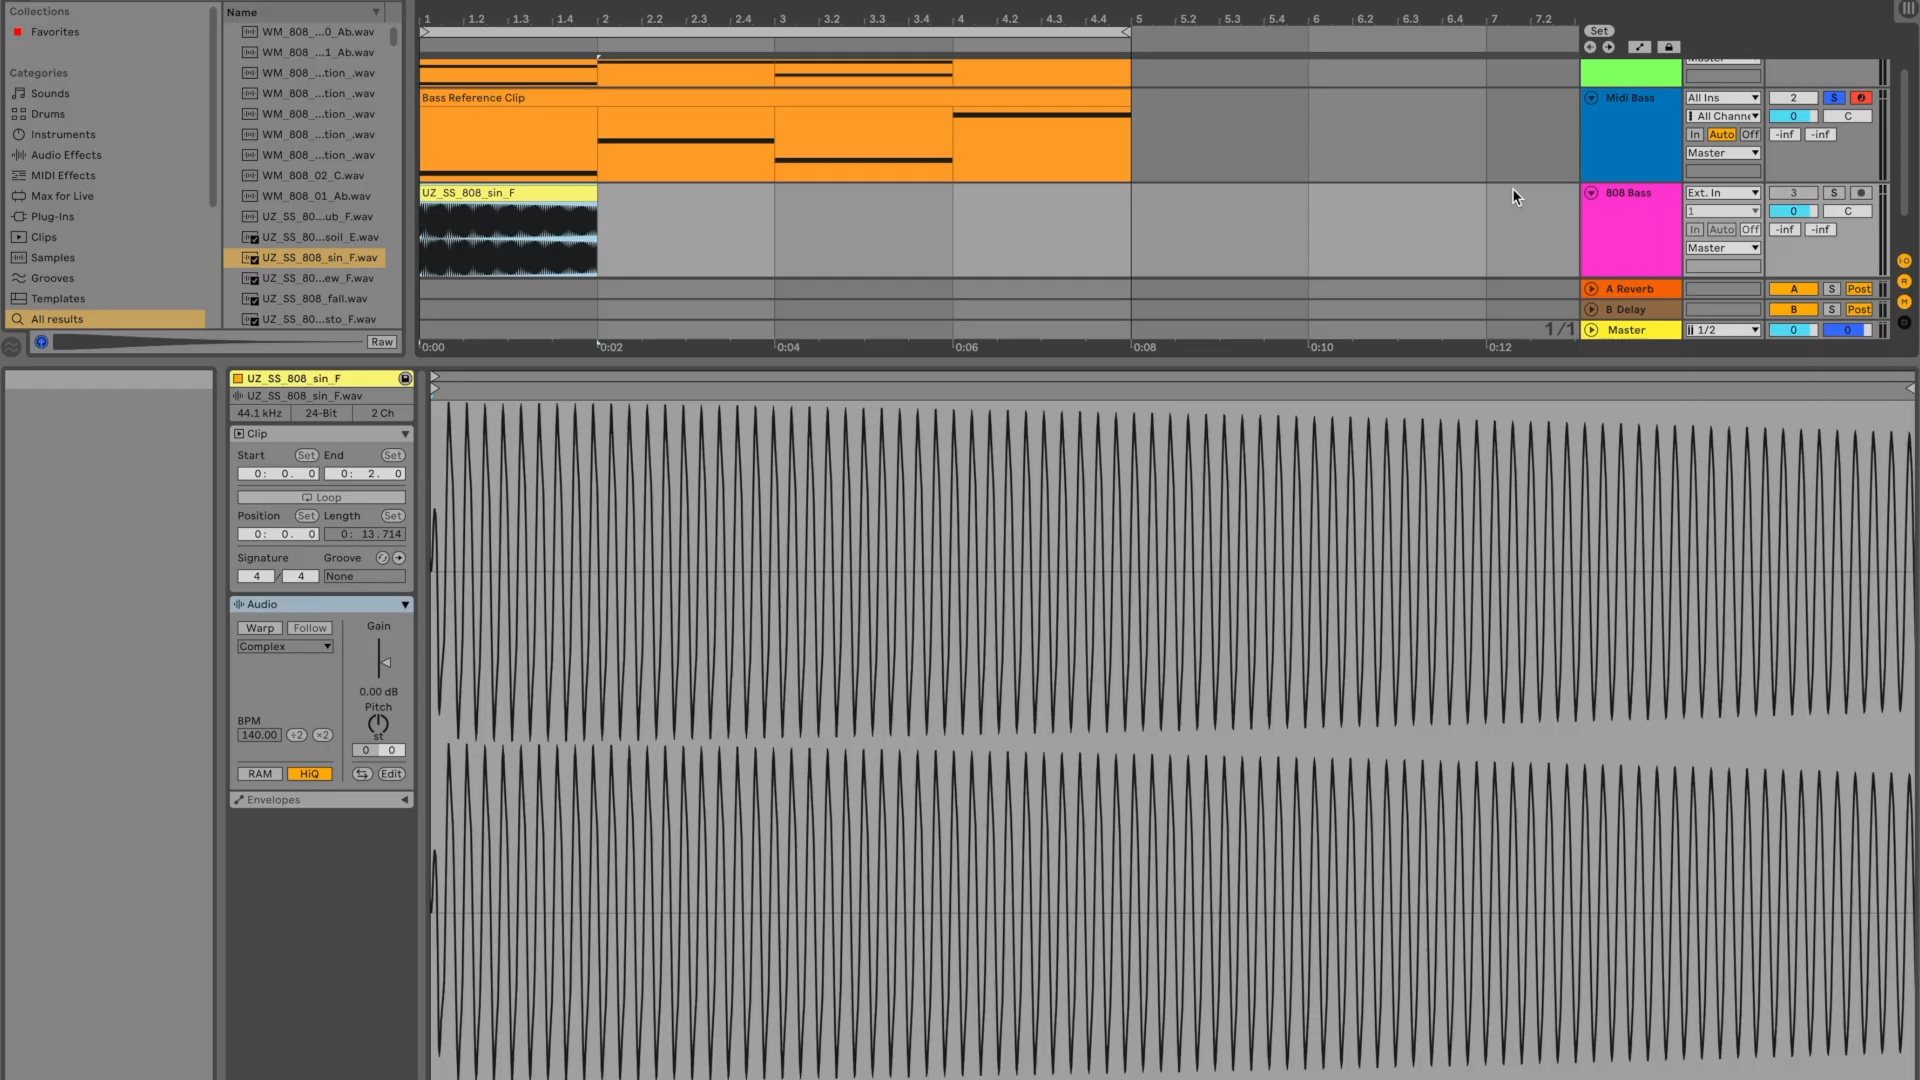 Collections
Favorites
Categories
Sounds
Drums
Instruments
Audio Effects
MIDI Effects
Max for Live
Plug-Ins
Clips
Samples
Grooves
Templates
All results
Name
WM_808_...0_Ab.wav
WM_808_...1_Ab.wav
WM_808_...tion_.wav
WM_808_...tion_.wav
WM_808_...tion_.wav
WM_808_...tion_.wav
WM_808_...tion_.wav
WM_808_02_C.wav
WM_808_01_Ab.wav
UZ_SS_80...ub_F.wav
UZ_SS_80...soil_E.wav
UZ_SS_808_sin_F.wav
UZ_SS_80...ew_F.wav
UZ_SS_808_fall.wav
UZ_SS_80...sto_F.wav
Raw
1 1.2 1.3 1.4 2 2.2 2.3 2.4 3 3.2 3.3 3.4 4 4.2 4.3 4.4 5 5.2 5.3 5.4 6 6.2 6.3 6.4 7 7.2
Set
Bass Reference Clip
UZ_SS_808_sin_F
Midi Bass All Ins 2 S
All Channe 0 C
In Auto Off -inf -inf
Master
808 Bass Ext. In 3 S
1 0 C
In Auto Off -inf -inf
Master
A Reverb A S Post
B Delay B S Post
1/1 Master 1/2 0 0
0:00 0:02 0:04 0:06 0:08 0:10 0:12
UZ_SS_808_sin_F
UZ_SS_808_sin_F.wav
44.1 kHz 24-Bit 2 Ch
Clip
Start Set End Set
0: 0. 0 0: 2. 0
Loop
Position Set Length Set
0: 0. 0 0: 13.714
Signature Groove
4 / 4 None
Audio
Warp Follow Gain
Complex
0.00 dB
Pitch
BPM st
140.00 ÷2 ×2 0 0
RAM HiQ Edit
Envelopes